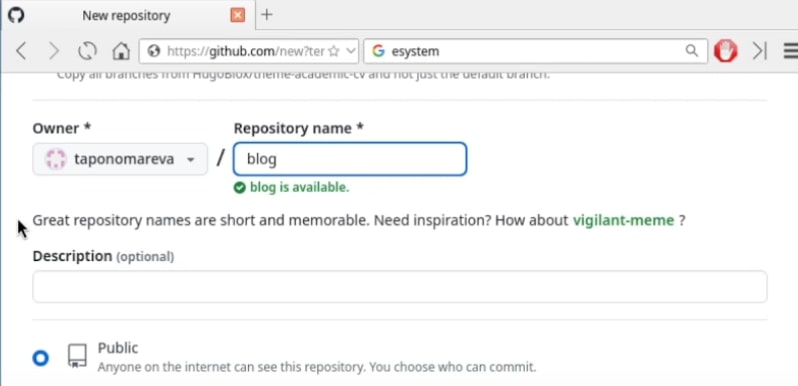 New repository
https://github.com/new?ter
esystem
Copy all branches from HugoBlox/theme-academic-cv and not just the default branch.
Owner * Repository name *
taponomareva / blog
blog is available.
Great repository names are short and memorable. Need inspiration? How about vigilant-meme ?
Description (optional)
Public
Anyone on the internet can see this repository. You choose who can commit.